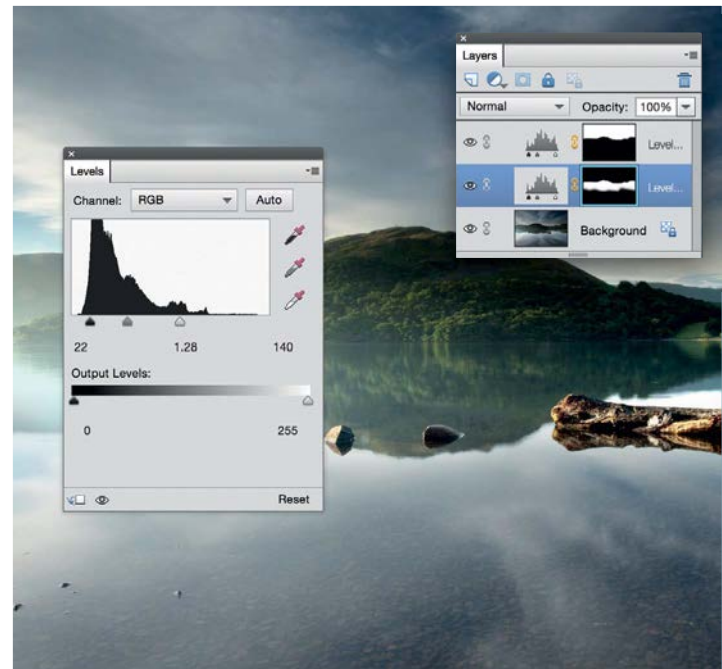 Layers
Normal Opacity: 100%
Level...
Level...
Background
Levels
Channel: RGB Auto
22 1.28 140
Output Levels:
0 255
Reset